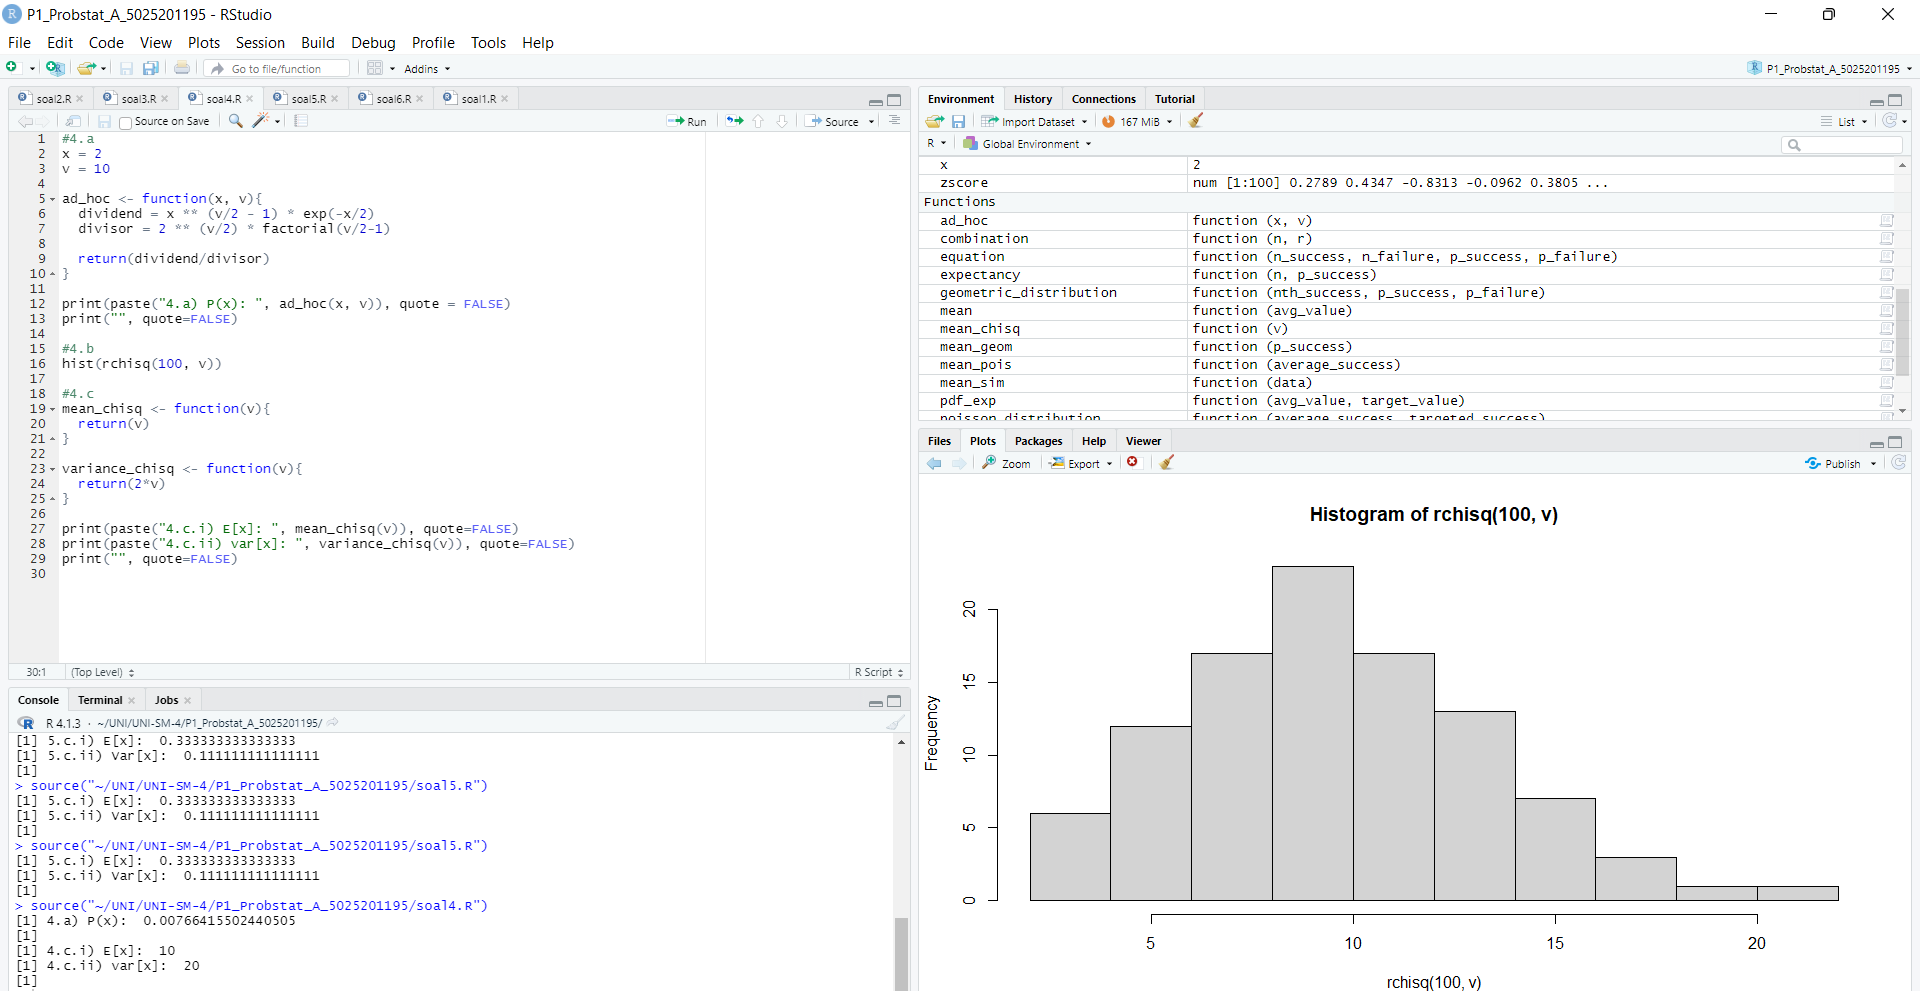 P1_Probstat_A_5025201195 - RStudio
File Edit Code View Plots Session Build Debug Profile Tools Help
Go to file/function Addins P1_Probstat_A_5025201195
soal2.R soal3.R soal4.R soal5.R soal6.R soal1.R
Source on Save Run Source
1 #4.a
2 x = 2
3 v = 10
4
5 ad_hoc <- function(x, v){
6 dividend = x ** (v/2 - 1) * exp(-x/2)
7 divisor = 2 ** (v/2) * factorial(v/2-1)
8
9 return(dividend/divisor)
10 }
11
12 print(paste("4.a) P(x): ", ad_hoc(x, v)), quote = FALSE)
13 print("", quote=FALSE)
14
15 #4.b
16 hist(rchisq(100, v))
17
18 #4.c
19 mean_chisq <- function(v){
20 return(v)
21 }
22
23 variance_chisq <- function(v){
24 return(2*v)
25 }
26
27 print(paste("4.c.i) E[x]: ", mean_chisq(v)), quote=FALSE)
28 print(paste("4.c.ii) Var[x]: ", variance_chisq(v)), quote=FALSE)
29 print("", quote=FALSE)
30
30:1 (Top Level) R Script
Console Terminal Jobs
R 4.1.3 · ~/UNI/UNI-SM-4/P1_Probstat_A_5025201195/
[1] 5.c.i) E[x]: 0.333333333333333
[1] 5.c.ii) Var[x]: 0.111111111111111
[1]
> source("~/UNI/UNI-SM-4/P1_Probstat_A_5025201195/soal5.R")
[1] 5.c.i) E[x]: 0.333333333333333
[1] 5.c.ii) Var[x]: 0.111111111111111
[1]
> source("~/UNI/UNI-SM-4/P1_Probstat_A_5025201195/soal5.R")
[1] 5.c.i) E[x]: 0.333333333333333
[1] 5.c.ii) Var[x]: 0.111111111111111
[1]
> source("~/UNI/UNI-SM-4/P1_Probstat_A_5025201195/soal4.R")
[1] 4.a) P(x): 0.00766415502440505
[1]
[1] 4.c.i) E[x]: 10
[1] 4.c.ii) Var[x]: 20
[1]
Environment History Connections Tutorial
Import Dataset 167 MiB List
R Global Environment
x 2
zscore num [1:100] 0.2789 0.4347 -0.8313 -0.0962 0.3805 ...
Functions
ad_hoc function (x, v)
combination function (n, r)
equation function (n_success, n_failure, p_success, p_failure)
expectancy function (n, p_success)
geometric_distribution function (nth_success, p_success, p_failure)
mean function (avg_value)
mean_chisq function (v)
mean_geom function (p_success)
mean_pois function (average_success)
mean_sim function (data)
pdf_exp function (avg_value, target_value)
poisson_distribution function (average_success, targeted_success)
Files Plots Packages Help Viewer
Zoom Export Publish
Histogram of rchisq(100, v)
Frequency
20
15
10
5
0
5 10 15 20
rchisq(100, v)